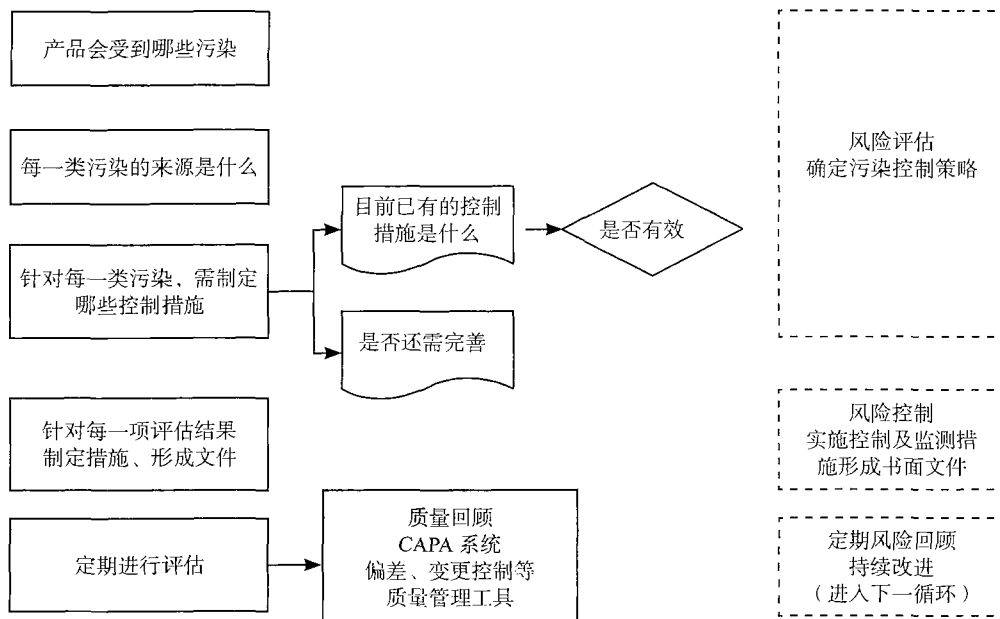 产品会受到哪些污染
每一类污染的来源是什么
针对每一类污染，需制定
哪些控制措施
目前已有的控制
措施是什么
是否有效
是否还需完善
风险评估
确定污染控制策略
针对每一项评估结果
制定措施、形成文件
风险控制
实施控制及监测措
施形成书面文件
定期进行评估
质量回顾
CAPA 系统
偏差、变更控制等
质量管理工具
定期风险回顾
持续改进
（进入下一循环）